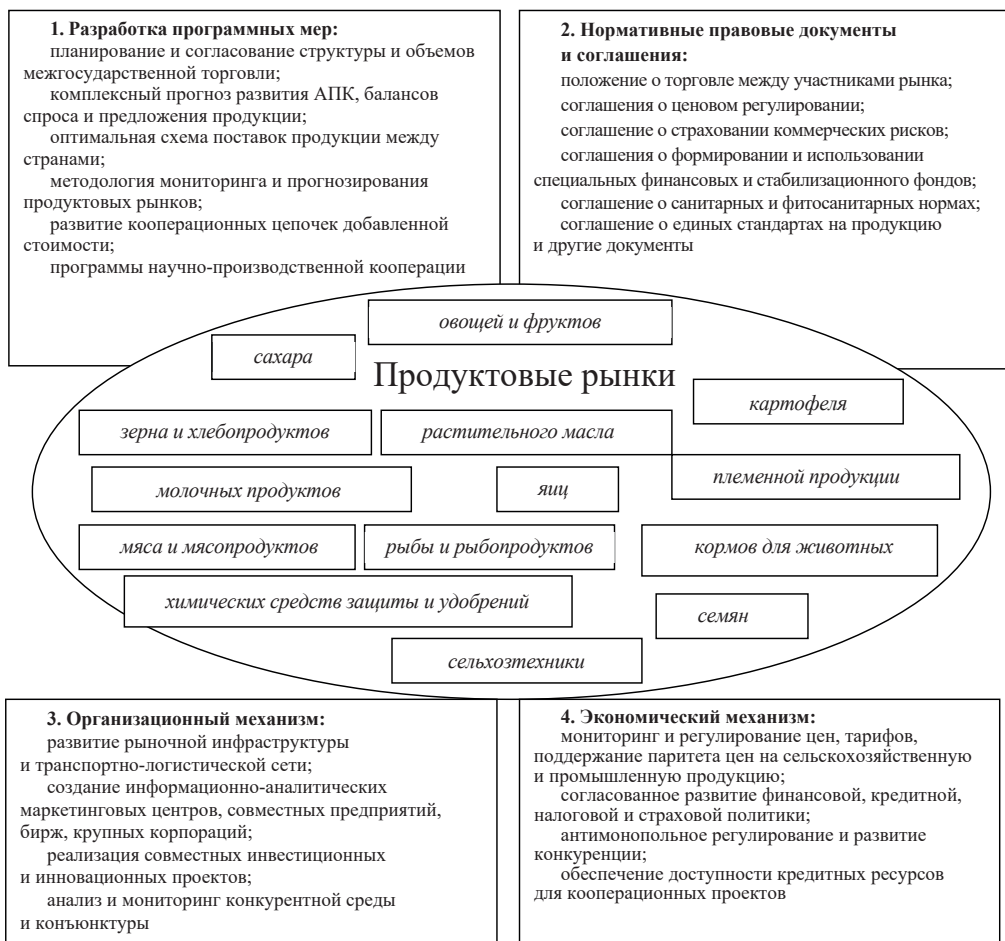 1. Разработка программных мер:
планирование и согласование структуры и объемов
межгосударственной торговли;
комплексный прогноз развития АПК, балансов
спроса и предложения продукции;
оптимальная схема поставок продукции между
странами;
методология мониторинга и прогнозирования
продуктовых рынков;
развитие кооперационных цепочек добавленной
стоимости;
программы научно-производственной кооперации
2. Нормативные правовые документы
и соглашения:
положение о торговле между участниками рынка;
соглашения о ценовом регулировании;
соглашение о страховании коммерческих рисков;
соглашения о формировании и использовании
специальных финансовых и стабилизационного фондов;
соглашение о санитарных и фитосанитарных нормах;
соглашение о единых стандартах на продукцию
и другие документы
овощей и фруктов
сахара
Продуктовые рынки
картофеля
зерна и хлебопродуктов
растительного масла
племенной продукции
молочных продуктов
яиц
мяса и мясопродуктов
рыбы и рыбопродуктов
кормов для животных
химических средств защиты и удобрений
семян
сельхозтехники
3. Организационный механизм:
развитие рыночной инфраструктуры
и транспортно-логистической сети;
создание информационно-аналитических
маркетинговых центров, совместных предприятий,
бирж, крупных корпораций;
реализация совместных инвестиционных
и инновационных проектов;
анализ и мониторинг конкурентной среды
и конъюнктуры
4. Экономический механизм:
мониторинг и регулирование цен, тарифов,
поддержание паритета цен на сельскохозяйственную
и промышленную продукцию;
согласованное развитие финансовой, кредитной,
налоговой и страховой политики;
антимонопольное регулирование и развитие
конкуренции;
обеспечение доступности кредитных ресурсов
для кооперационных проектов